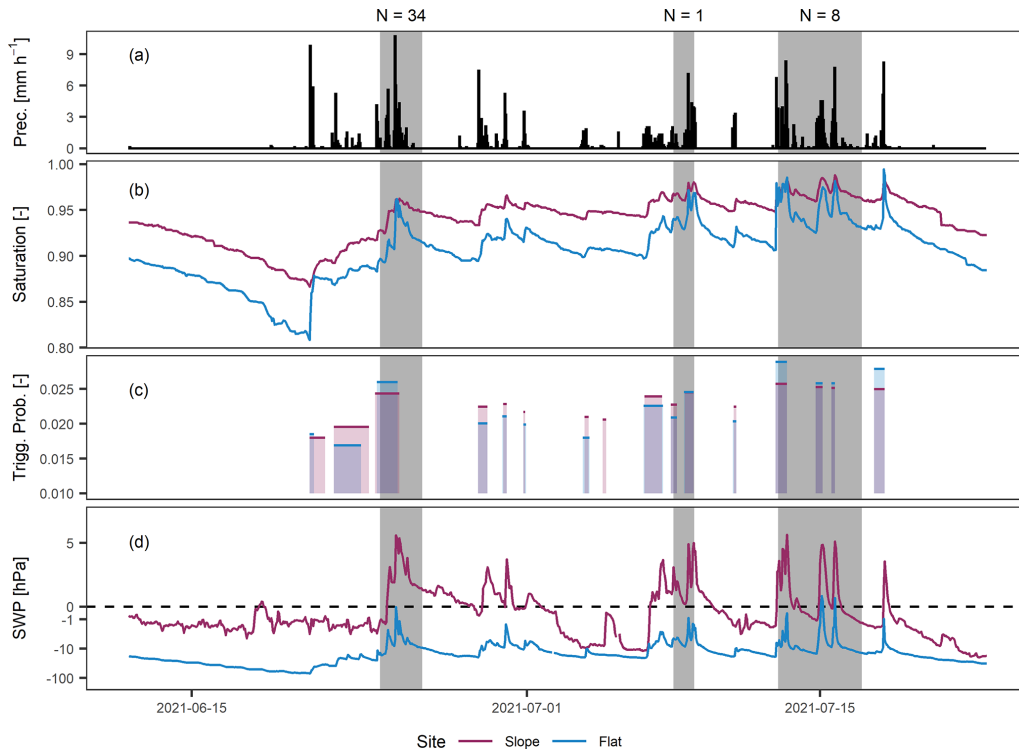 N = 34 N = 1 N = 8
(a)
Prec. [mm h⁻¹]
9
6
3
0
(b)
Saturation [-]
1.00
0.95
0.90
0.85
0.80
(c)
Trigg. Prob. [-]
0.025
0.020
0.015
0.010
(d)
SWP [hPa]
5
0
-1
-10
-100
2021-06-15 2021-07-01 2021-07-15
Site Slope Flat